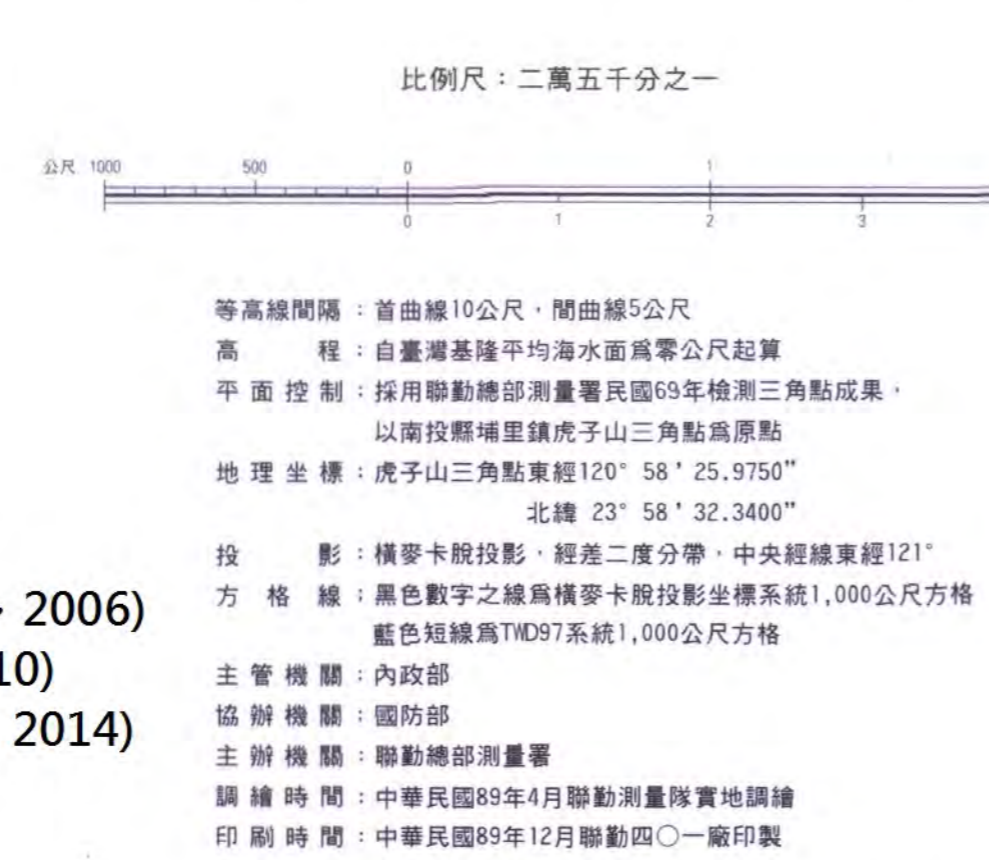 比例尺：二萬五千分之一
公尺 1000 500 0 1
0 1 2 3
等高線間隔：首曲線10公尺，間曲線5公尺
高程：自臺灣基隆平均海水面為零公尺起算
平面控制：採用聯勤總部測量署民國69年檢測三角點成果，
以南投縣埔里鎮虎子山三角點為原點
地理坐標：虎子山三角點東經120° 58' 25.9750"
北緯 23° 58' 32.3400"
投影：橫麥卡脫投影，經差二度分帶，中央經線東經121°
方格線：黑色數字之線為橫麥卡脫投影坐標系統1,000公尺方格
藍色短線為TWD97系統1,000公尺方格
2006)
10)
2014)
主管機關：內政部
協辦機關：國防部
主辦機關：聯勤總部測量署
調繪時間：中華民國89年4月聯勤測量隊實地調繪
印刷時間：中華民國89年12月聯勤四〇一廠印製